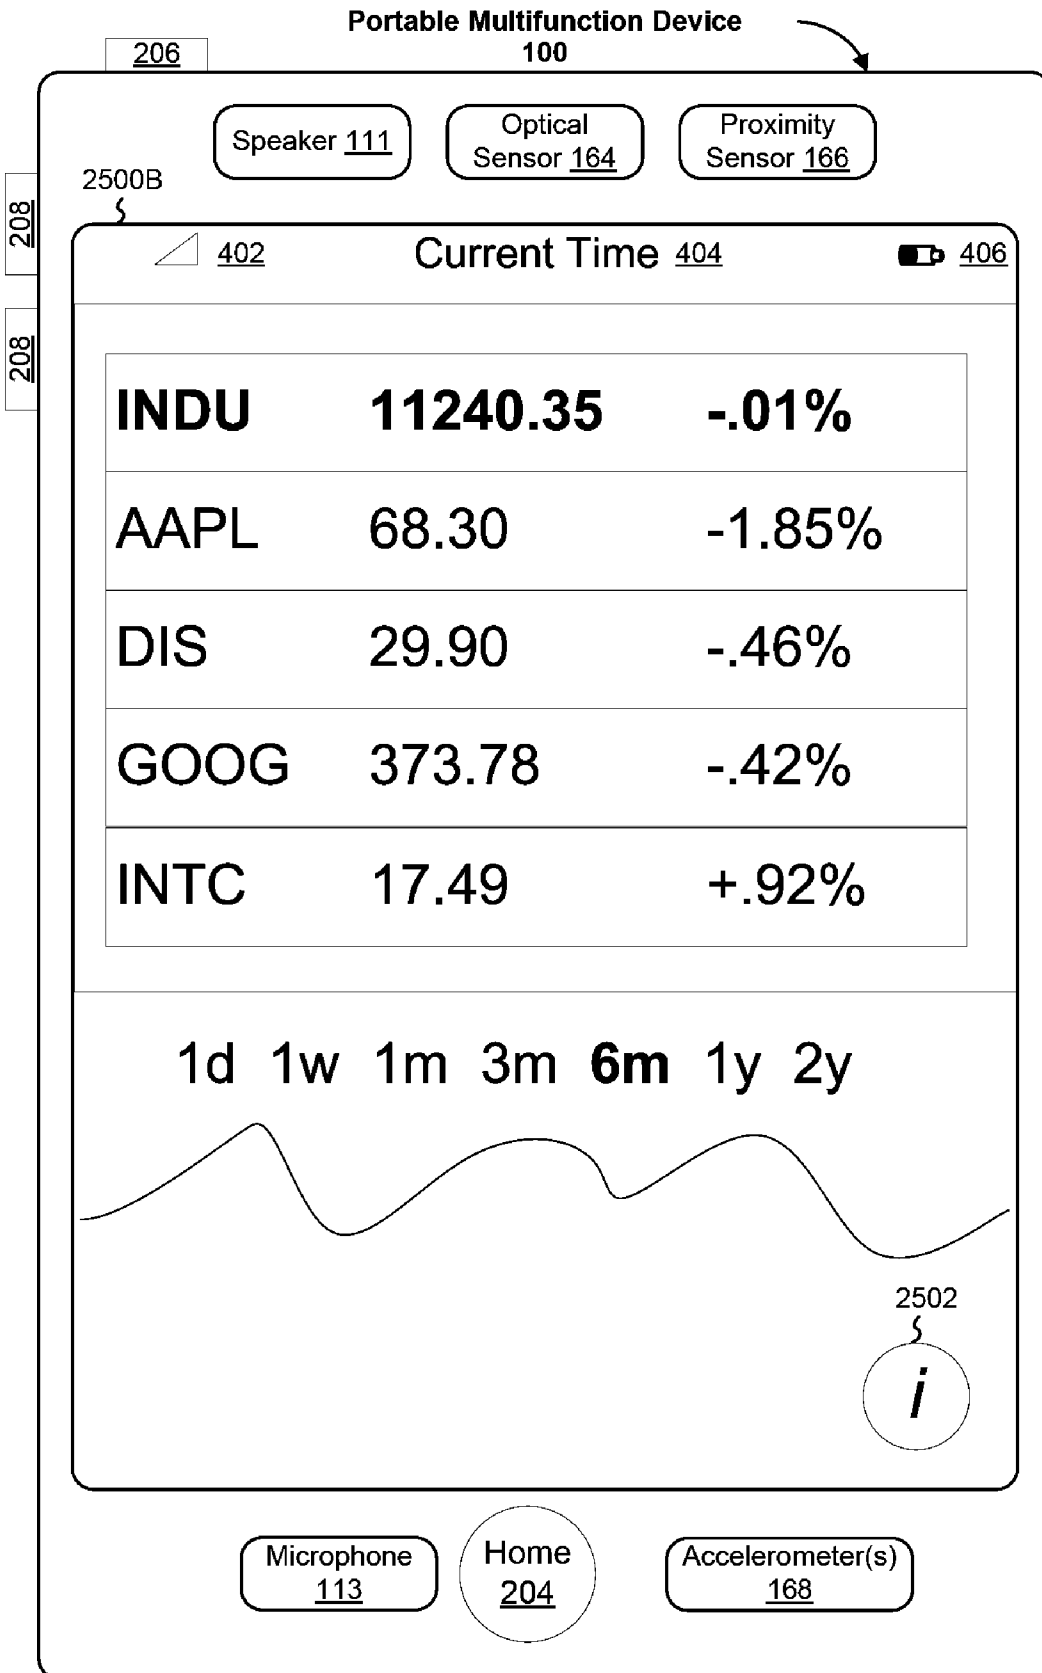 Portable Multifunction Device
100
206
Speaker 111
Optical
Sensor 164
Proximity
Sensor 166
2500B
208
402 Current Time 404 406
208
INDU 11240.35 -.01%
AAPL 68.30 -1.85%
DIS 29.90 -.46%
GOOG 373.78 -.42%
INTC 17.49 +.92%
1d 1w 1m 3m 6m 1y 2y
2502
i
Microphone
113
Home
204
Accelerometer(s)
168